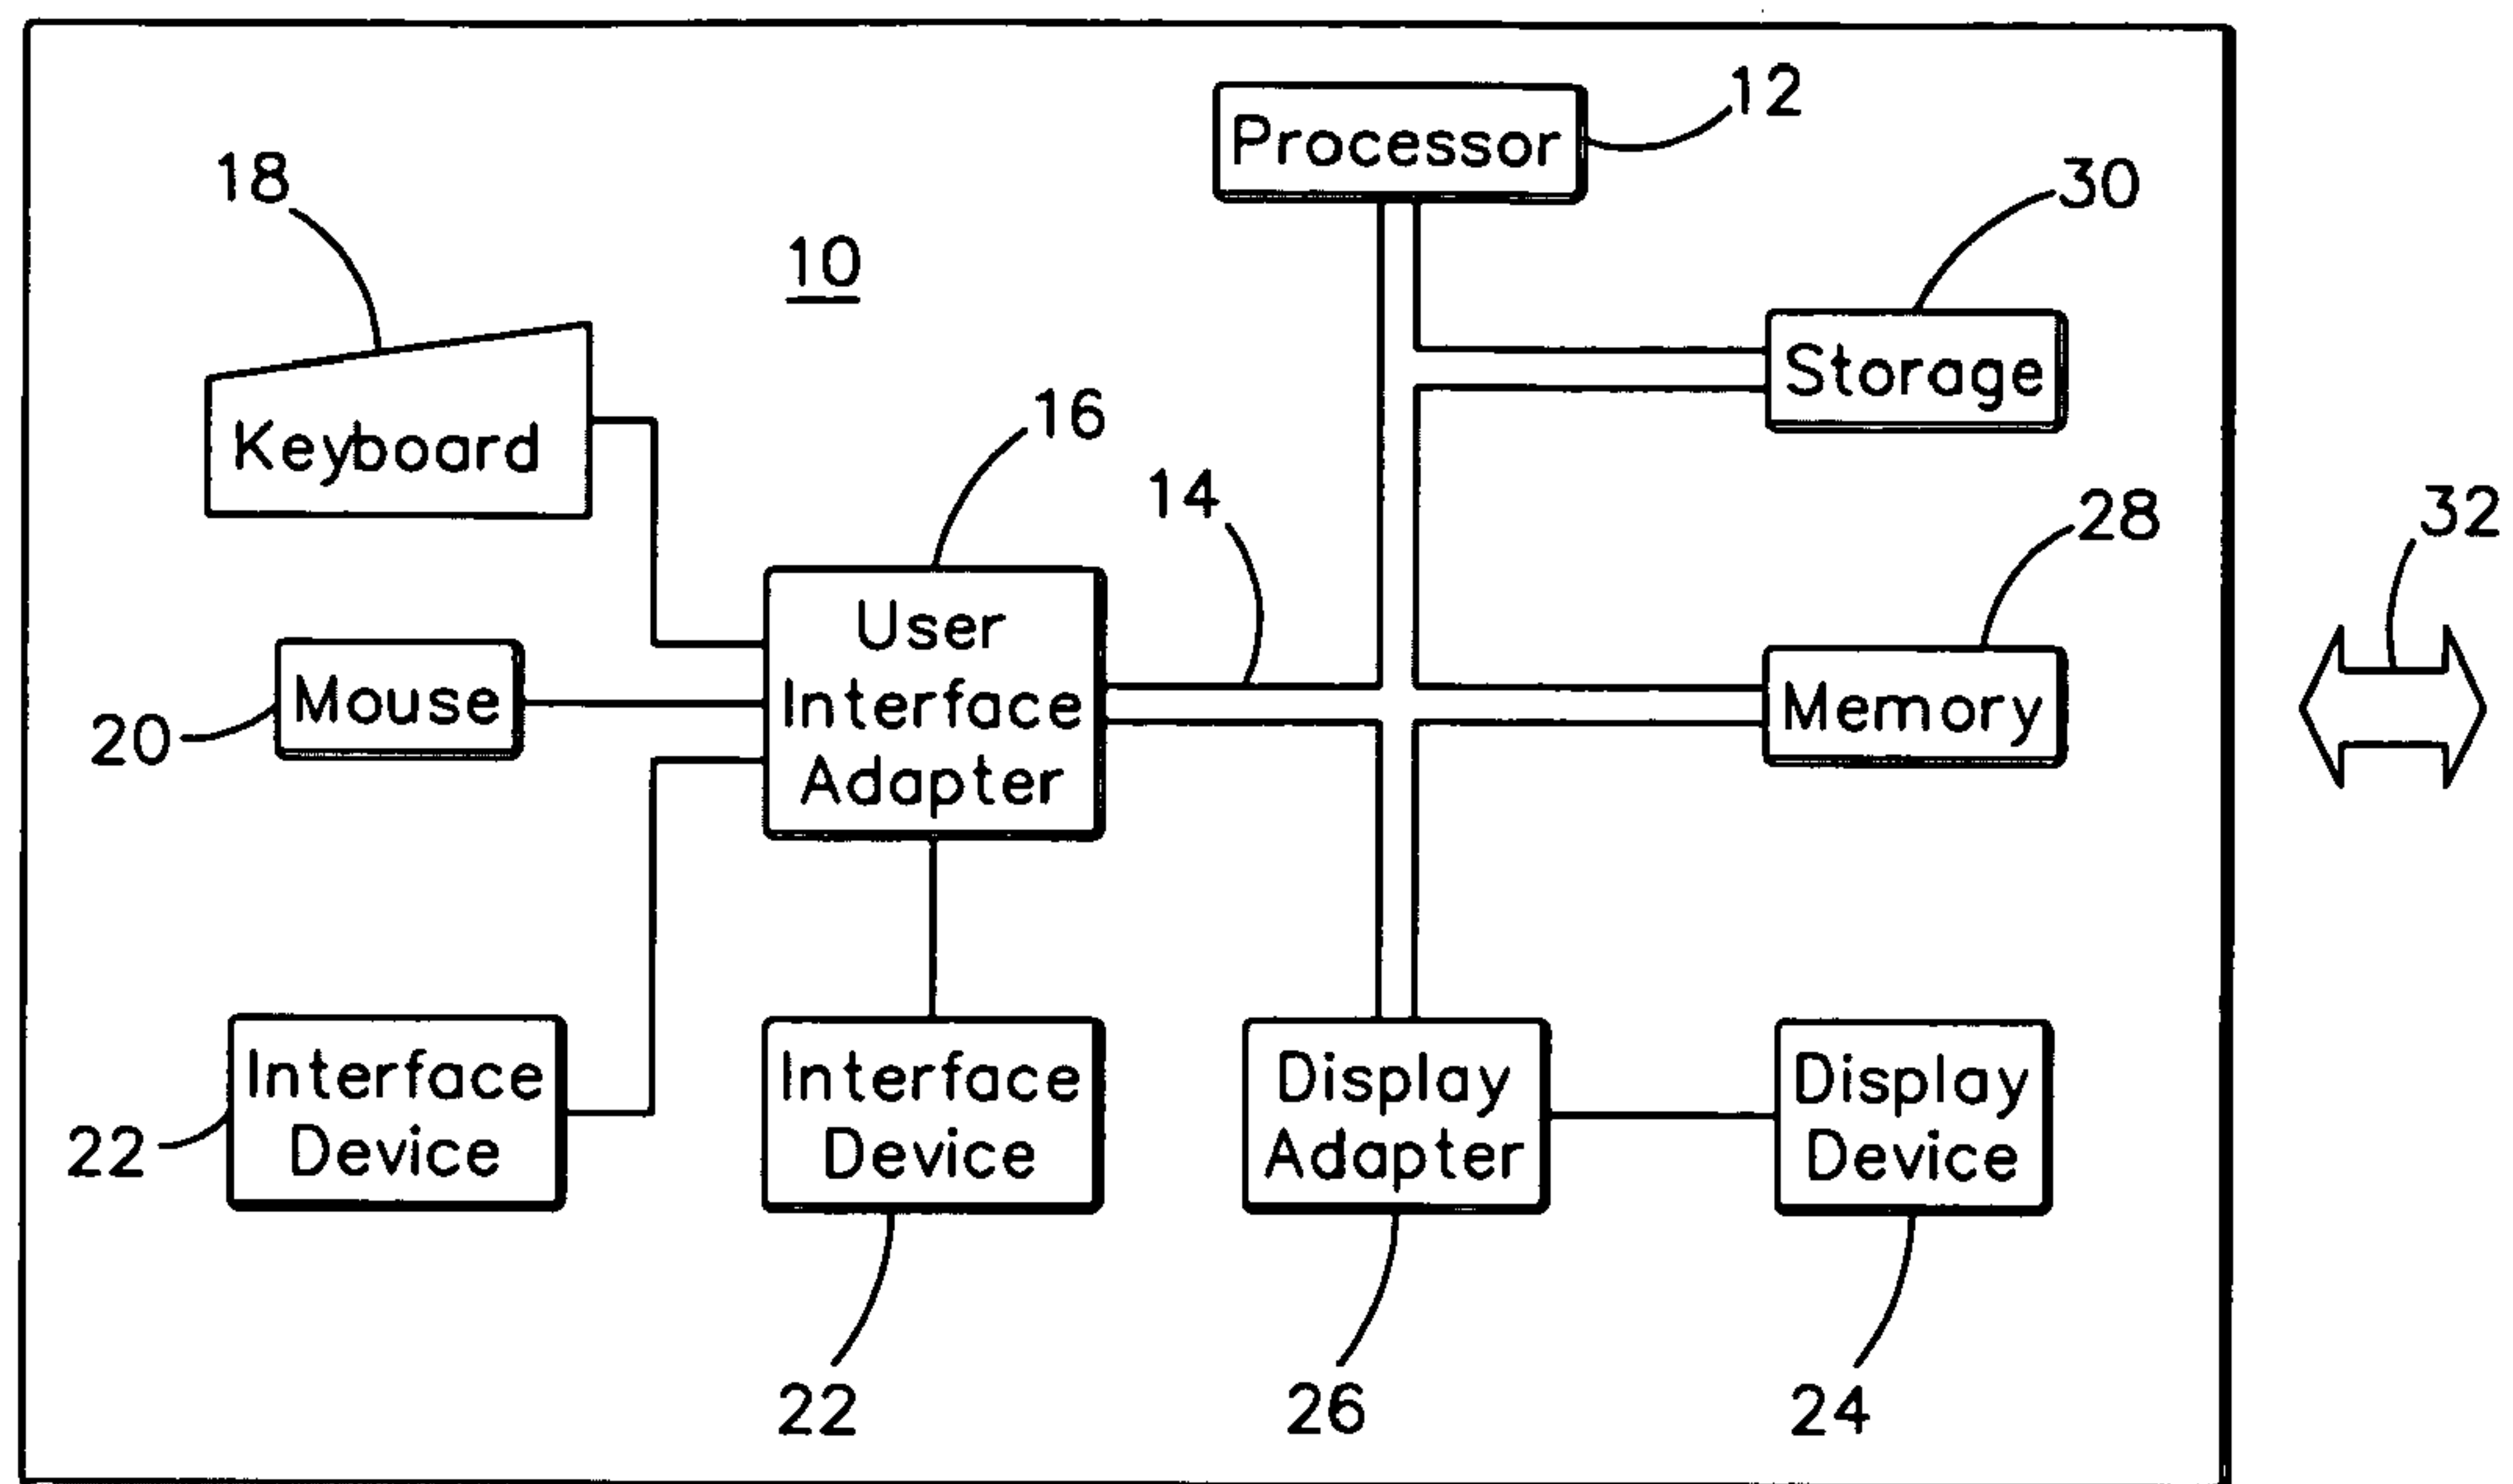 12
Processor
18
30
10
Storage
Keyboard
16
14
28
32
User
Interface
Adapter
Mouse
Memory
20
Interface
Device
Interface
Device
Display
Adapter
Display
Device
22
22
26
24